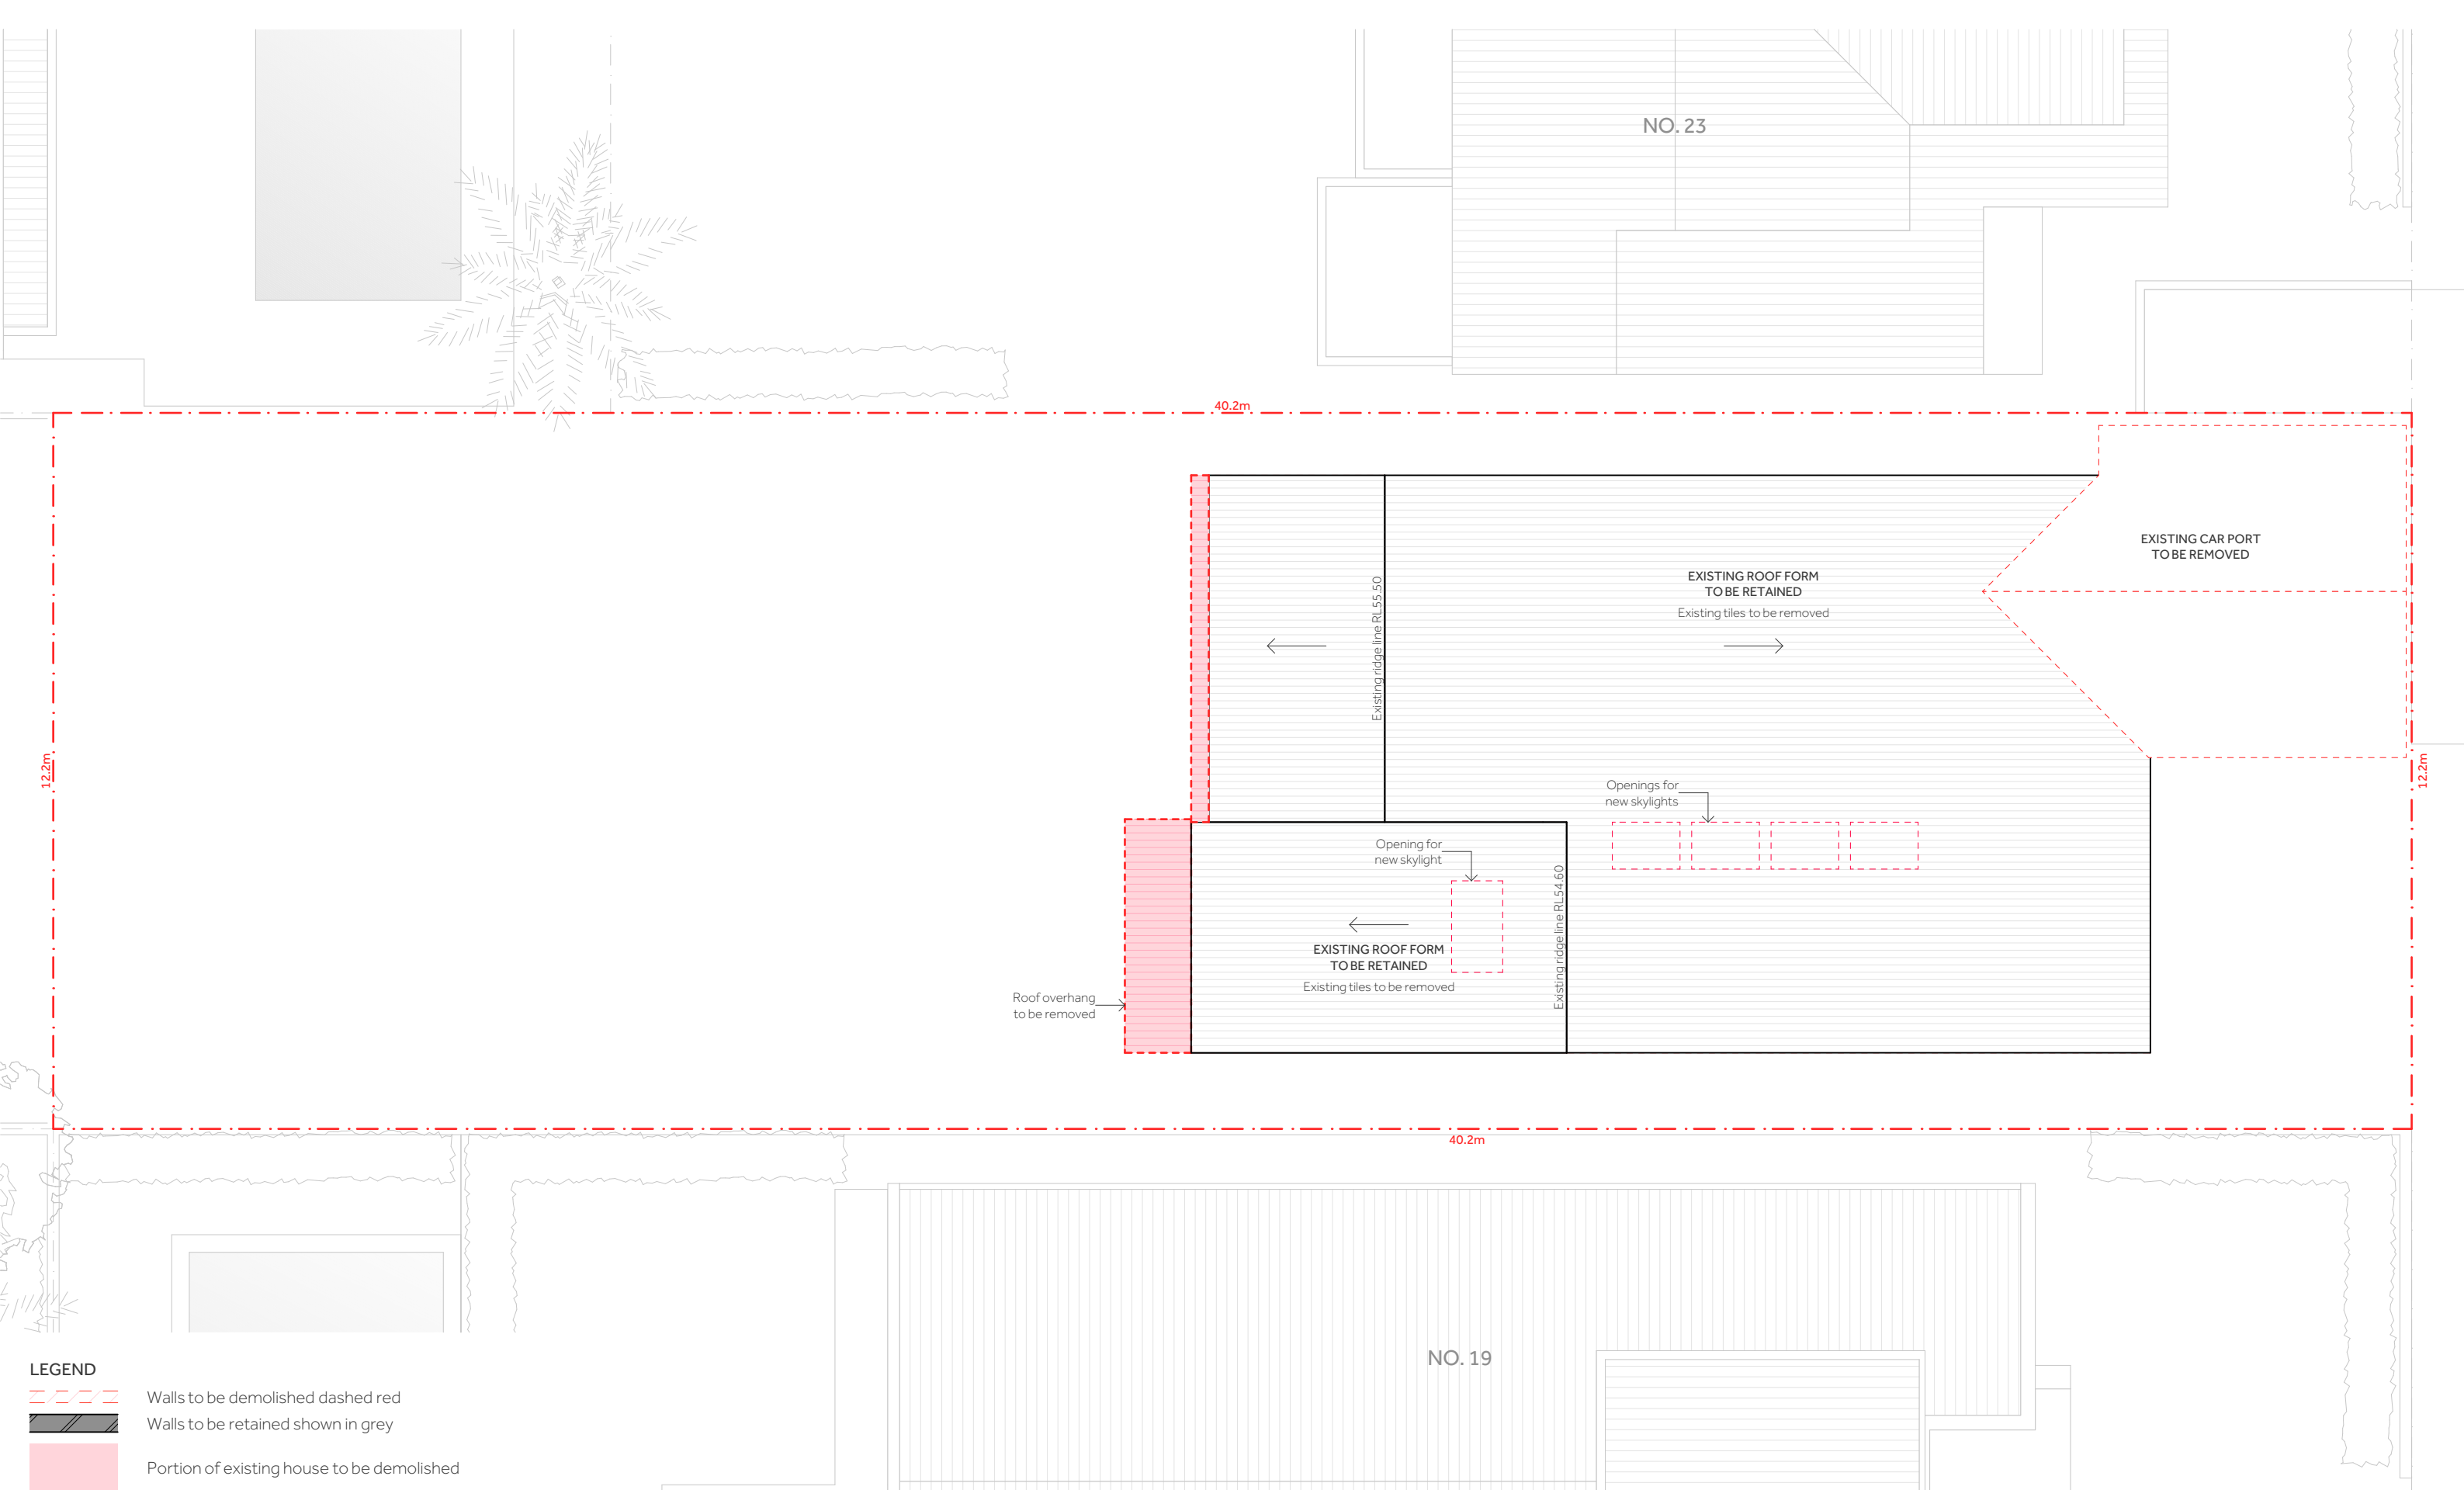 NO. 23
40.2m
EXISTING CAR PORT
TO BE REMOVED
EXISTING ROOF FORM
TO BE RETAINED
Existing tiles to be removed
Existing ridge line RL55.50
12.2m
12.2m
Openings for
new skylights
Opening for
new skylight
Existing ridge line RL54.60
EXISTING ROOF FORM
TO BE RETAINED
Existing tiles to be removed
Roof overhang
to be removed
40.2m
NO. 19
LEGEND
Walls to be demolished dashed red
Walls to be retained shown in grey
Portion of existing house to be demolished